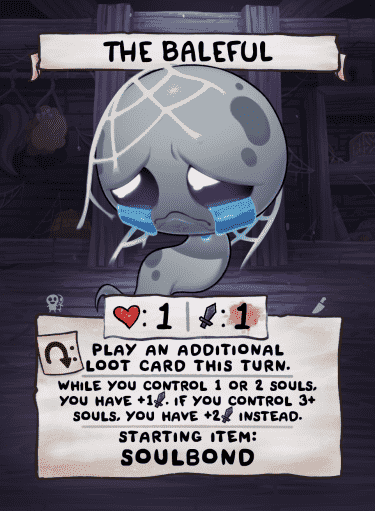 THE BALEFUL
: 1 : 1
: PLAY AN ADDITIONAL
LOOT CARD THIS TURN.
WHILE YOU CONTROL 1 OR 2 SOULS,
YOU HAVE +1. IF YOU CONTROL 3+
SOULS, YOU HAVE +2 INSTEAD.
STARTING ITEM:
SOULBOND